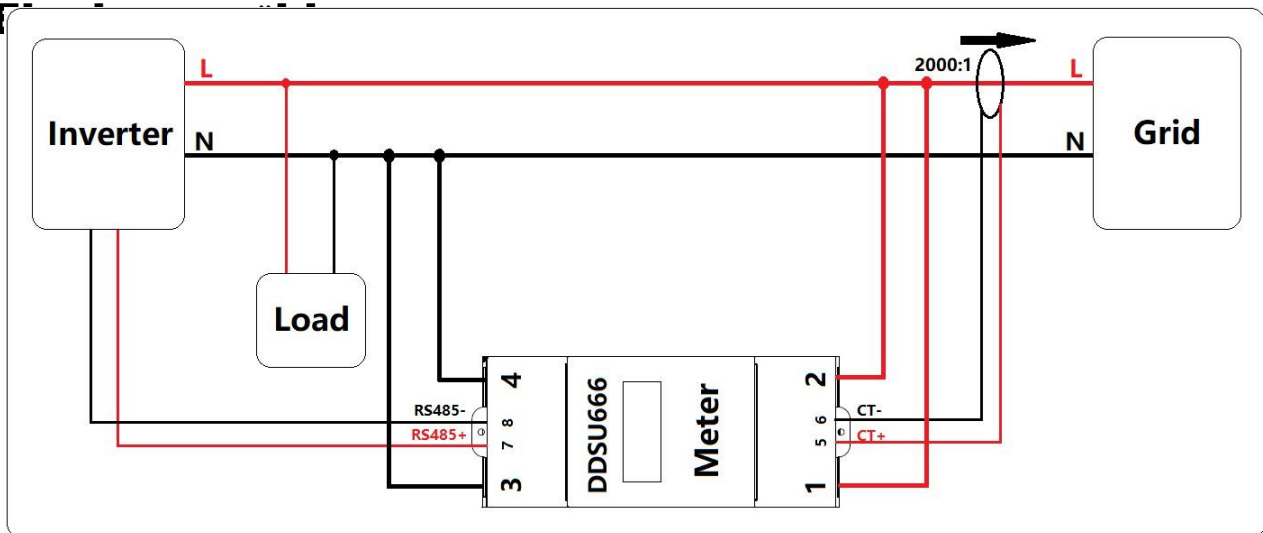 L
2000:1
L
Inverter
N
N
Grid
Load
4
2
RS485-
8
6
CT-
RS485+
7
DDSU666
Meter
5
CT+
3
1